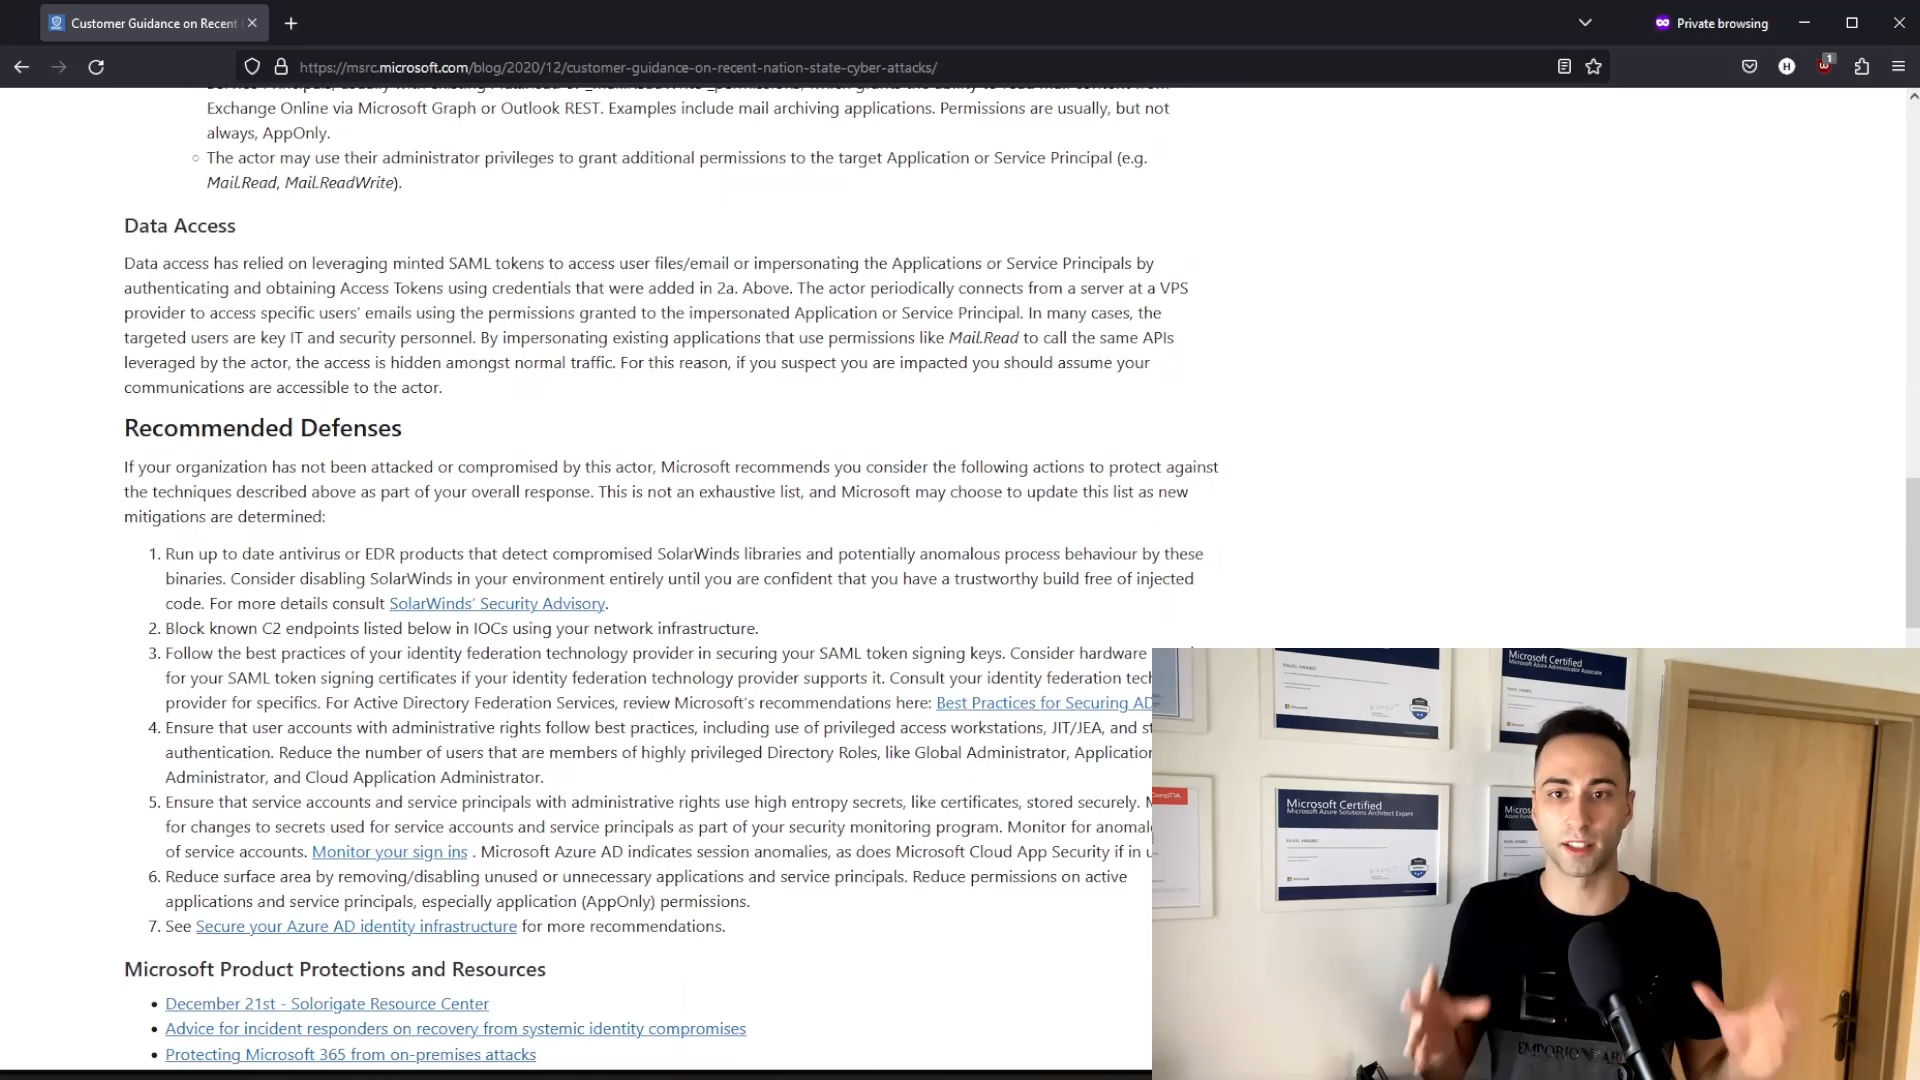 Customer Guidance on Recent
Private browsing
https://msrc.microsoft.com/blog/2020/12/customer-guidance-on-recent-nation-state-cyber-attacks/
1
Exchange Online via Microsoft Graph or Outlook REST. Examples include mail archiving applications. Permissions are usually, but not
always, AppOnly.
The actor may use their administrator privileges to grant additional permissions to the target Application or Service Principal (e.g.
Mail.Read, Mail.ReadWrite).
Data Access
Data access has relied on leveraging minted SAML tokens to access user files/email or impersonating the Applications or Service Principals by
authenticating and obtaining Access Tokens using credentials that were added in 2a. Above. The actor periodically connects from a server at a VPS
provider to access specific users' emails using the permissions granted to the impersonated Application or Service Principal. In many cases, the
targeted users are key IT and security personnel. By impersonating existing applications that use permissions like Mail.Read to call the same APIs
leveraged by the actor, the access is hidden amongst normal traffic. For this reason, if you suspect you are impacted you should assume your
communications are accessible to the actor.
Recommended Defenses
If your organization has not been attacked or compromised by this actor, Microsoft recommends you consider the following actions to protect against
the techniques described above as part of your overall response. This is not an exhaustive list, and Microsoft may choose to update this list as new
mitigations are determined:
1. Run up to date antivirus or EDR products that detect compromised SolarWinds libraries and potentially anomalous process behaviour by these
binaries. Consider disabling SolarWinds in your environment entirely until you are confident that you have a trustworthy build free of injected
code. For more details consult SolarWinds' Security Advisory.
2. Block known C2 endpoints listed below in IOCs using your network infrastructure.
3. Follow the best practices of your identity federation technology provider in securing your SAML token signing keys. Consider hardware
for your SAML token signing certificates if your identity federation technology provider supports it. Consult your identity federation tec
provider for specifics. For Active Directory Federation Services, review Microsoft's recommendations here: Best Practices for Securing AD
4. Ensure that user accounts with administrative rights follow best practices, including use of privileged access workstations, JIT/JEA, and st
authentication. Reduce the number of users that are members of highly privileged Directory Roles, like Global Administrator, Application
Administrator, and Cloud Application Administrator.
5. Ensure that service accounts and service principals with administrative rights use high entropy secrets, like certificates, stored securely.
for changes to secrets used for service accounts and service principals as part of your security monitoring program. Monitor for anomal
of service accounts. Monitor your sign ins . Microsoft Azure AD indicates session anomalies, as does Microsoft Cloud App Security if in u
6. Reduce surface area by removing/disabling unused or unnecessary applications and service principals. Reduce permissions on active
applications and service principals, especially application (AppOnly) permissions.
7. See Secure your Azure AD identity infrastructure for more recommendations.
Microsoft Product Protections and Resources
December 21st - Solorigate Resource Center
Advice for incident responders on recovery from systemic identity compromises
Protecting Microsoft 365 from on-premises attacks
Microsoft Certified
Microsoft Azure Administrator Associate
PAVEL HRABEC
CompTIA
Microsoft Certified
Microsoft Azure Solutions Architect Expert
PAVEL HRABEC
Microsoft